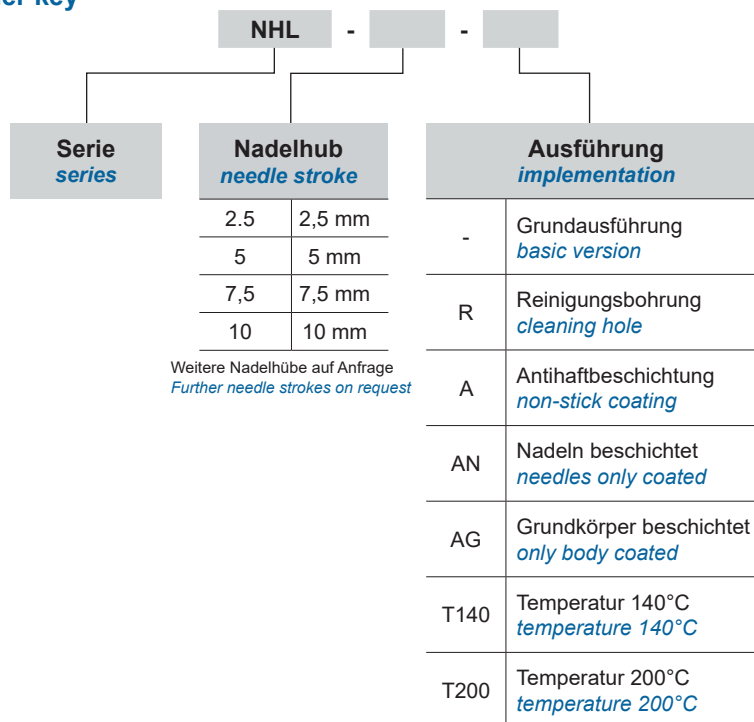 NHL - -
Serie
series
Nadelhub
needle stroke
2.5 2,5 mm
5 5 mm
7,5 7,5 mm
10 10 mm
Weitere Nadelhübe auf Anfrage
Further needle strokes on request
Ausführung
implementation
- Grundausführung
basic version
R Reinigungsbohrung
cleaning hole
A Antihaftbeschichtung
non-stick coating
AN Nadeln beschichtet
needles only coated
AG Grundkörper beschichtet
only body coated
T140 Temperatur 140°C
temperature 140°C
T200 Temperatur 200°C
temperature 200°C